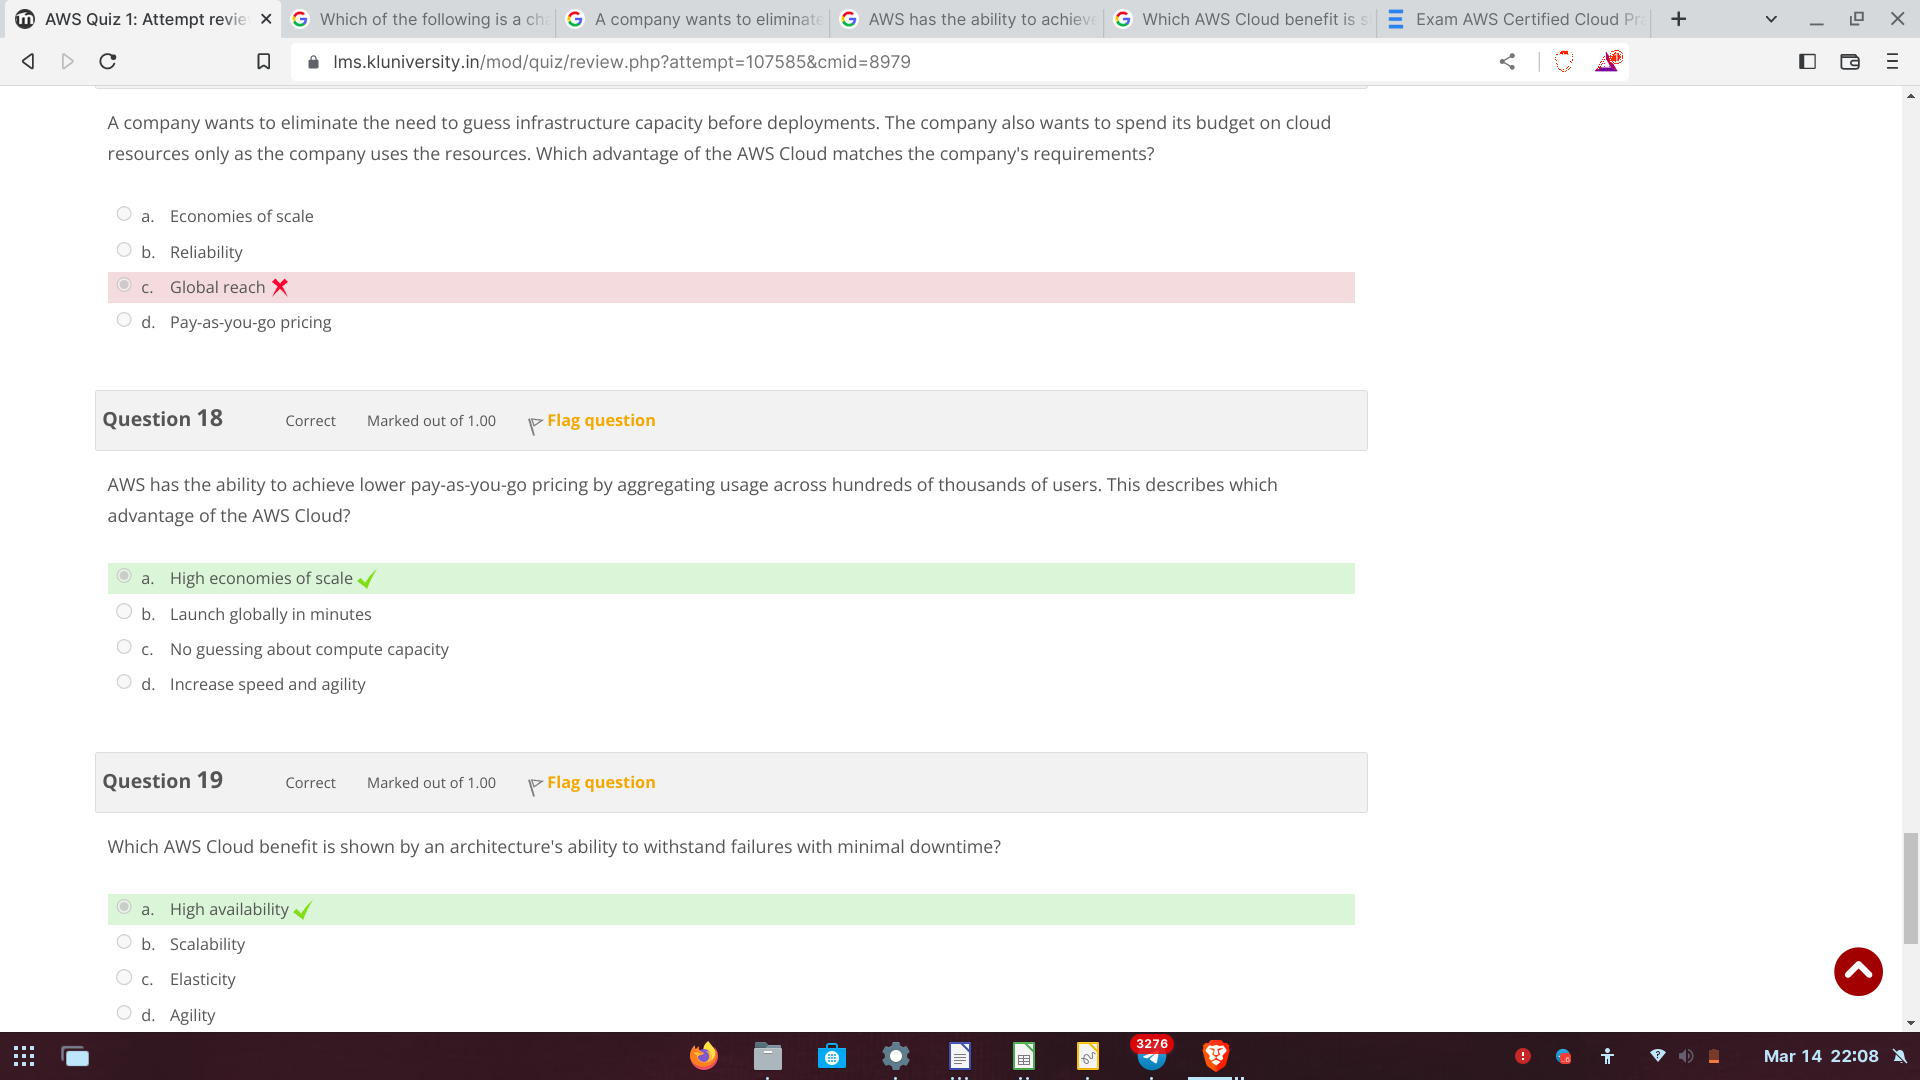 AWS Quiz 1: Attempt revie
Which of the following is a cha
A company wants to eliminate
AWS has the ability to achieve
Which AWS Cloud benefit is s
Exam AWS Certified Cloud Pra
lms.kluniversity.in/mod/quiz/review.php?attempt=107585&cmid=8979
A company wants to eliminate the need to guess infrastructure capacity before deployments. The company also wants to spend its budget on cloud
resources only as the company uses the resources. Which advantage of the AWS Cloud matches the company's requirements?
a. Economies of scale
b. Reliability
c. Global reach
d. Pay-as-you-go pricing
Question 18 Correct Marked out of 1.00 Flag question
AWS has the ability to achieve lower pay-as-you-go pricing by aggregating usage across hundreds of thousands of users. This describes which
advantage of the AWS Cloud?
a. High economies of scale
b. Launch globally in minutes
c. No guessing about compute capacity
d. Increase speed and agility
Question 19 Correct Marked out of 1.00 Flag question
Which AWS Cloud benefit is shown by an architecture's ability to withstand failures with minimal downtime?
a. High availability
b. Scalability
c. Elasticity
d. Agility
3276
Mar 14 22:08